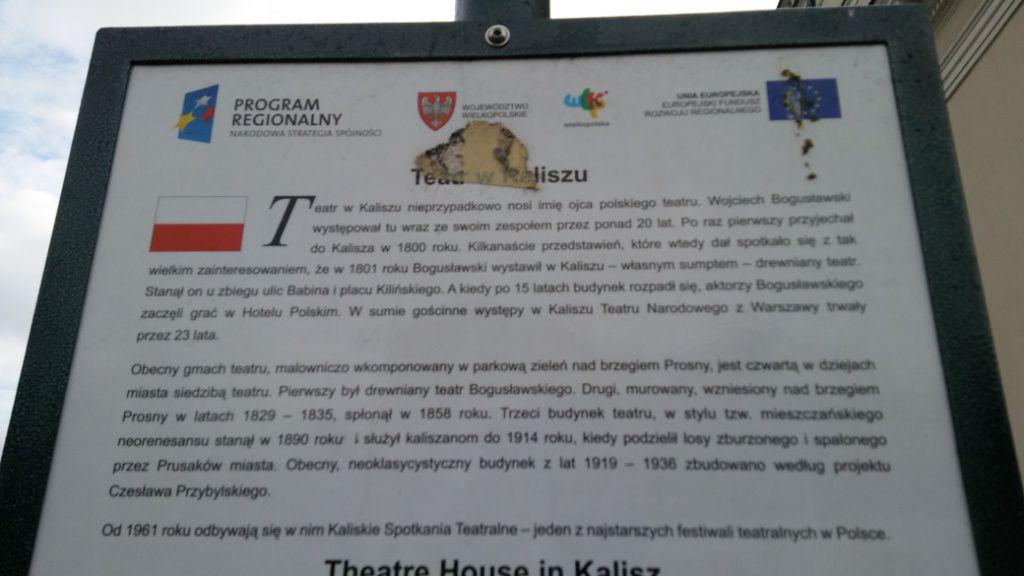 PROGRAM
REGIONALNY
NARODOWA STRATEGIA SPÓJNOŚCI
WOJEWÓDZTWO
WIELKOPOLSKIE
wielkopolska
UNIA EUROPEJSKA
EUROPEJSKI FUNDUSZ
ROZWOJU REGIONALNEGO
Teatr w Kaliszu
Teatr w Kaliszu nieprzypadkowo nosi imię ojca polskiego teatru. Wojciech Bogusławski
występował tu wraz ze swoim zespołem przez ponad 20 lat. Po raz pierwszy przyjechał
do Kalisza w 1800 roku. Kilkanaście przedstawień, które wtedy dał spotkało się z tak
wielkim zainteresowaniem, że w 1801 roku Bogusławski wystawił w Kaliszu – własnym sumptem – drewniany teatr.
Stanął on u zbiegu ulic Babina i placu Kilińskiego. A kiedy po 15 latach budynek rozpadł się, aktorzy Bogusławskiego
zaczęli grać w Hotelu Polskim. W sumie gościnne występy w Kaliszu Teatru Narodowego z Warszawy trwały
przez 23 lata.
Obecny gmach teatru, malowniczo wkomponowany w parkową zieleń nad brzegiem Prosny, jest czwartą w dziejach
miasta siedzibą teatru. Pierwszy był drewniany teatr Bogusławskiego. Drugi, murowany, wzniesiony nad brzegiem
Prosny w latach 1829 – 1835, spłonął w 1858 roku. Trzeci budynek teatru, w stylu tzw. mieszczańskiego
neorenesansu stanął w 1890 roku i służył kaliszanom do 1914 roku, kiedy podzielił losy zburzonego i spalonego
przez Prusaków miasta. Obecny, neoklasycystyczny budynek z lat 1919 – 1936 zbudowano według projektu
Czesława Przybylskiego.
Od 1961 roku odbywają się w nim Kaliskie Spotkania Teatralne – jeden z najstarszych festiwali teatralnych w Polsce.
Theatre House in Kalisz